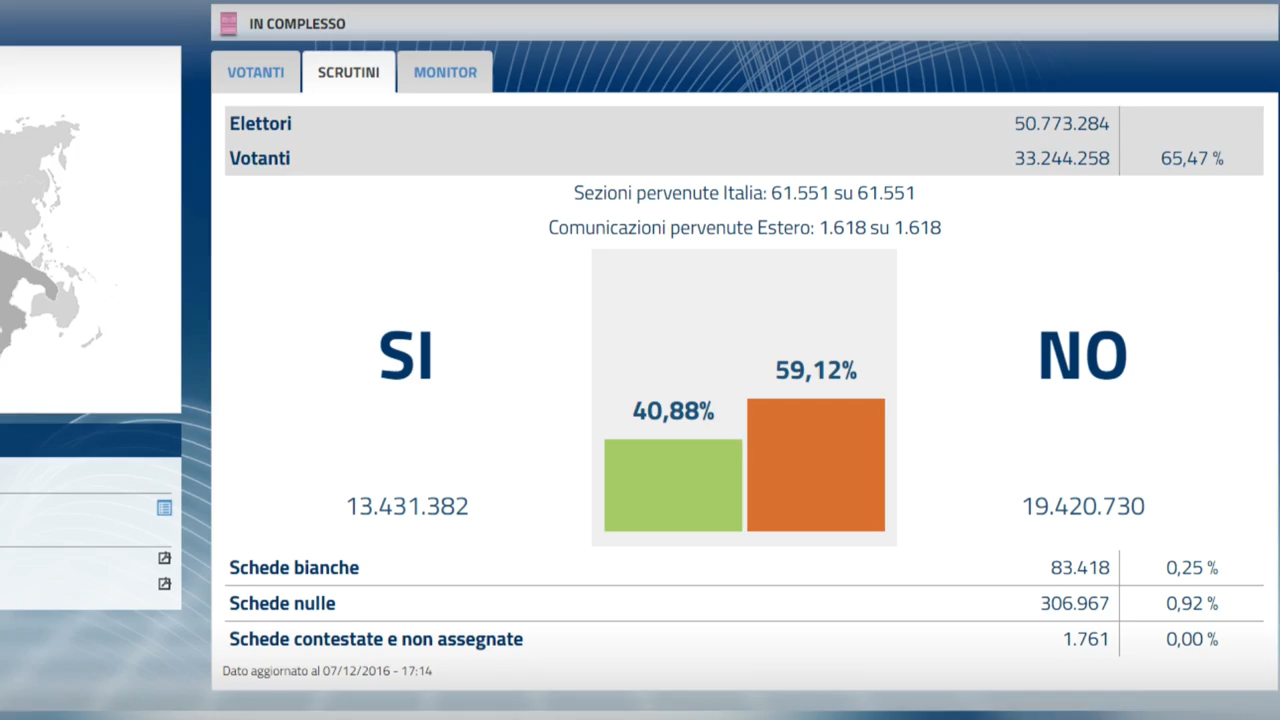 IN COMPLESSO
VOTANTI SCRUTINI MONITOR
Elettori 50.773.284
Votanti 33.244.258 65,47 %
Sezioni pervenute Italia: 61.551 su 61.551
Comunicazioni pervenute Estero: 1.618 su 1.618
SI
NO
59,12%
40,88%
13.431.382
19.420.730
Schede bianche 83.418 0,25 %
Schede nulle 306.967 0,92 %
Schede contestate e non assegnate 1.761 0,00 %
Dato aggiornato al 07/12/2016 - 17:14